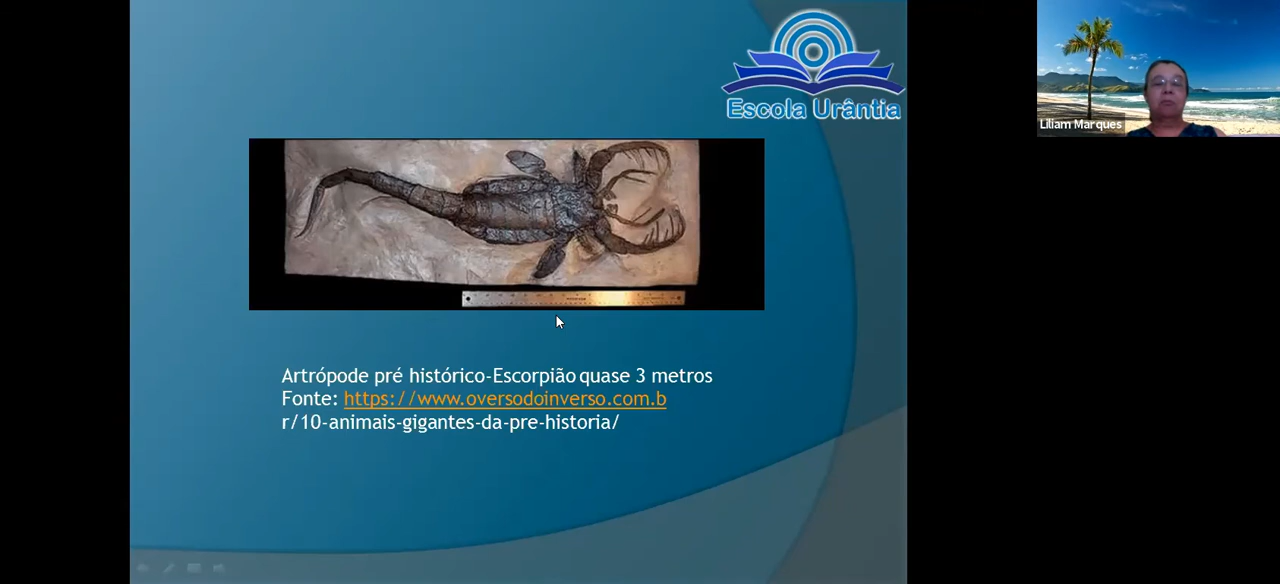 Escola Urântia
Liliam Marques
Artrópode pré histórico-Escorpião quase 3 metros
Fonte: https://www.oversodoinverso.com.b
r/10-animais-gigantes-da-pre-historia/